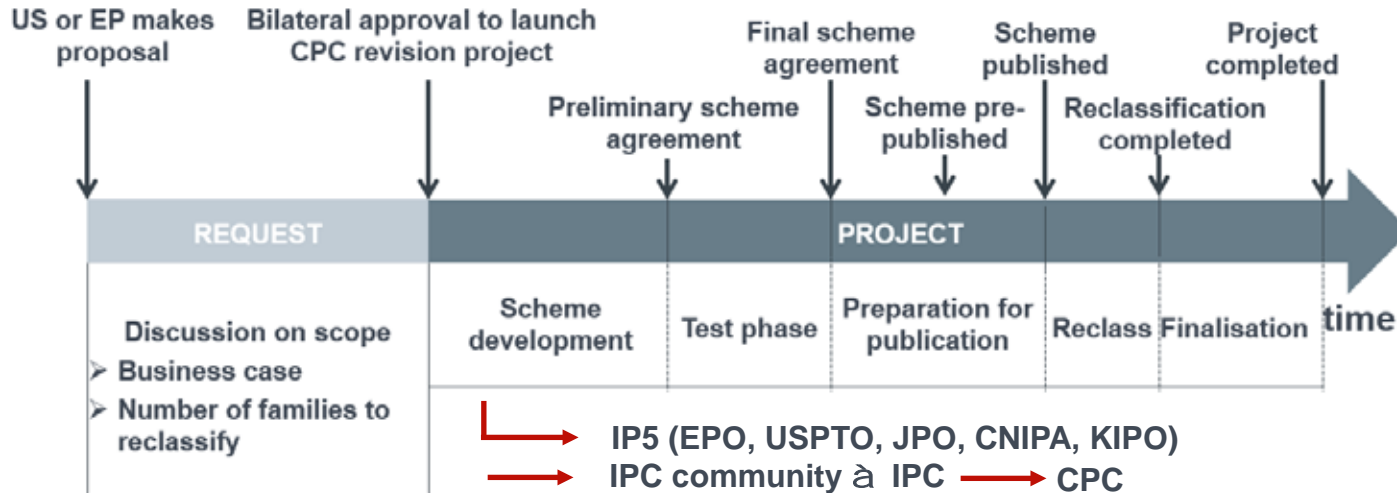 US or EP makes
proposal
Bilateral approval to launch
CPC revision project
Preliminary scheme
agreement
Final scheme
agreement
Scheme pre-
published
Scheme
published
Reclassification
completed
Project
completed
REQUEST
PROJECT
time
Discussion on scope
➢ Business case
➢ Number of families to
reclassify
Scheme
development
Test phase
Preparation for
publication
Reclass
Finalisation
IP5 (EPO, USPTO, JPO, CNIPA, KIPO)
IPC community à IPC
CPC